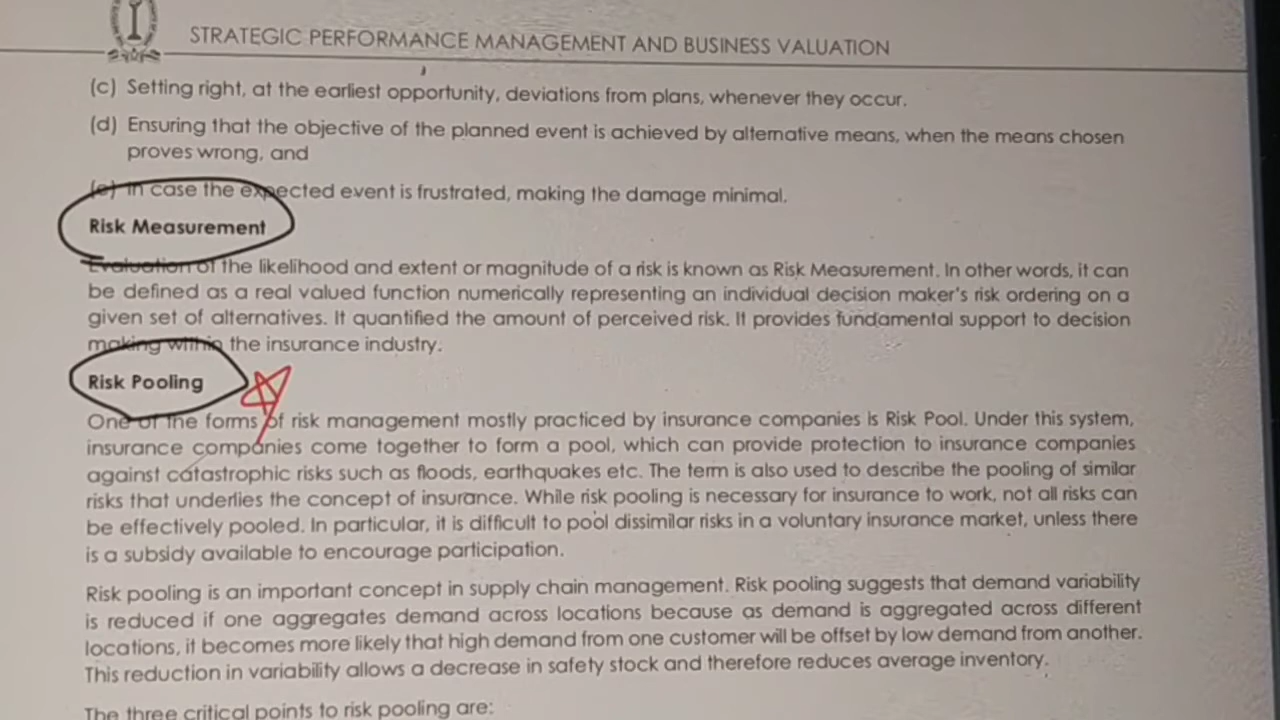 STRATEGIC PERFORMANCE MANAGEMENT AND BUSINESS VALUATION
(c) Setting right, at the earliest opportunity, deviations from plans, whenever they occur.
(d) Ensuring that the objective of the planned event is achieved by alternative means, when the means chosen
proves wrong, and
(e) In case the expected event is frustrated, making the damage minimal.
Risk Measurement
Evaluation of the likelihood and extent or magnitude of a risk is known as Risk Measurement. In other words, it can
be defined as a real valued function numerically representing an individual decision maker's risk ordering on a
given set of alternatives. It quantified the amount of perceived risk. It provides fundamental support to decision
making within the insurance industry.
Risk Pooling
One of the forms of risk management mostly practiced by insurance companies is Risk Pool. Under this system,
insurance companies come together to form a pool, which can provide protection to insurance companies
against catastrophic risks such as floods, earthquakes etc. The term is also used to describe the pooling of similar
risks that underlies the concept of insurance. While risk pooling is necessary for insurance to work, not all risks can
be effectively pooled. In particular, it is difficult to pool dissimilar risks in a voluntary insurance market, unless there
is a subsidy available to encourage participation.
Risk pooling is an important concept in supply chain management. Risk pooling suggests that demand variability
is reduced if one aggregates demand across locations because as demand is aggregated across different
locations, it becomes more likely that high demand from one customer will be offset by low demand from another.
This reduction in variability allows a decrease in safety stock and therefore reduces average inventory.
The three critical points to risk pooling are: